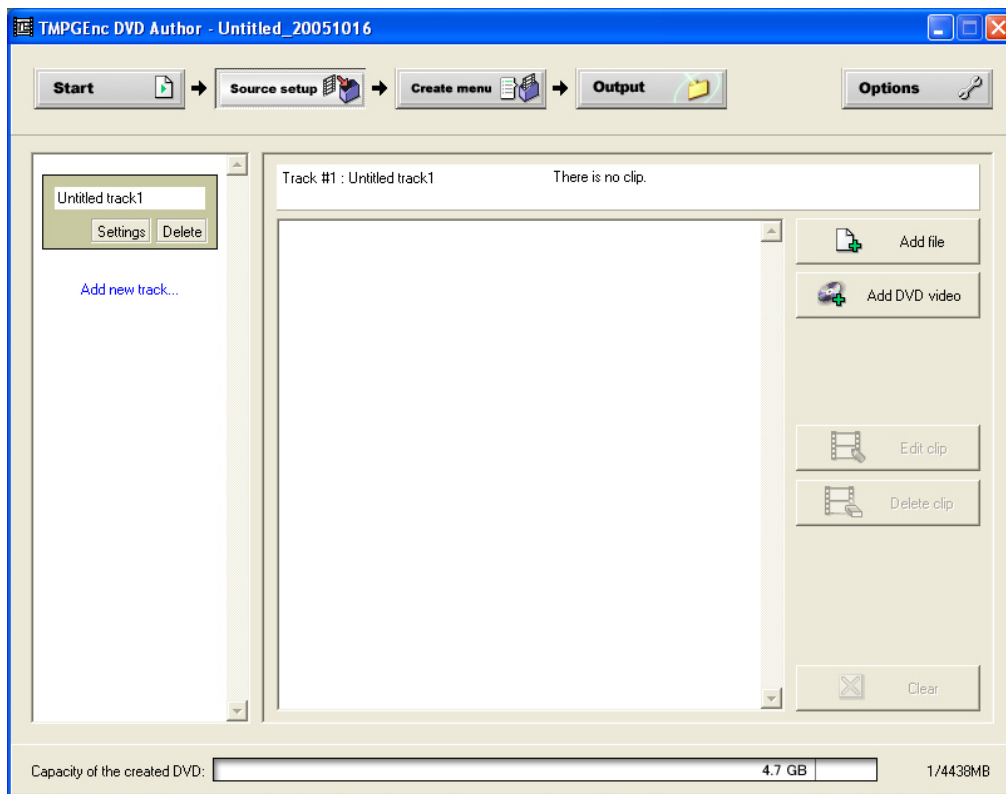 TMPGEnc DVD Author - Untitled_20051016
Start
Source setup
Create menu
Output
Options
Untitled track1
Settings Delete
Add new track...
Track #1 : Untitled track1 There is no clip.
Add file
Add DVD video
Edit clip
Delete clip
Clear
Capacity of the created DVD: 4.7 GB 1/4438MB